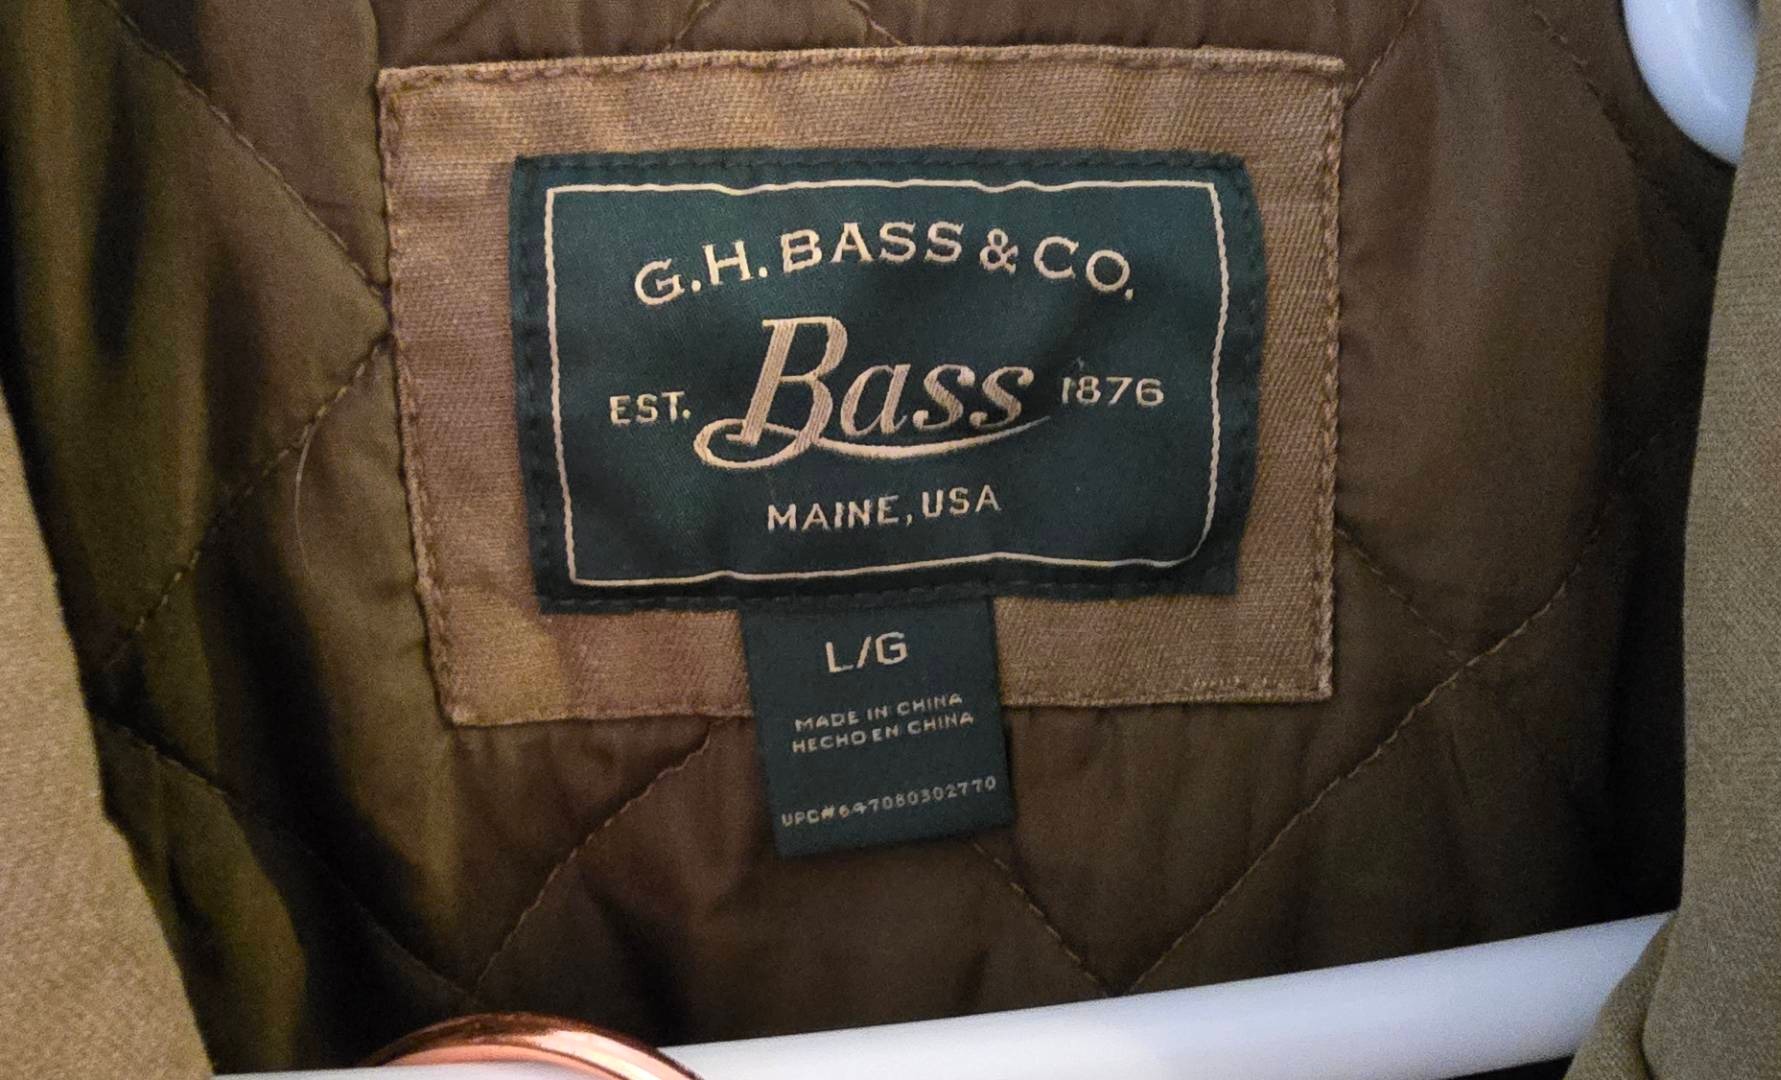 G.H. BASS & CO.
EST. Bass 1876
MAINE, USA
L/G
MADE IN CHINA
HECHO EN CHINA
UPC# 647080302770